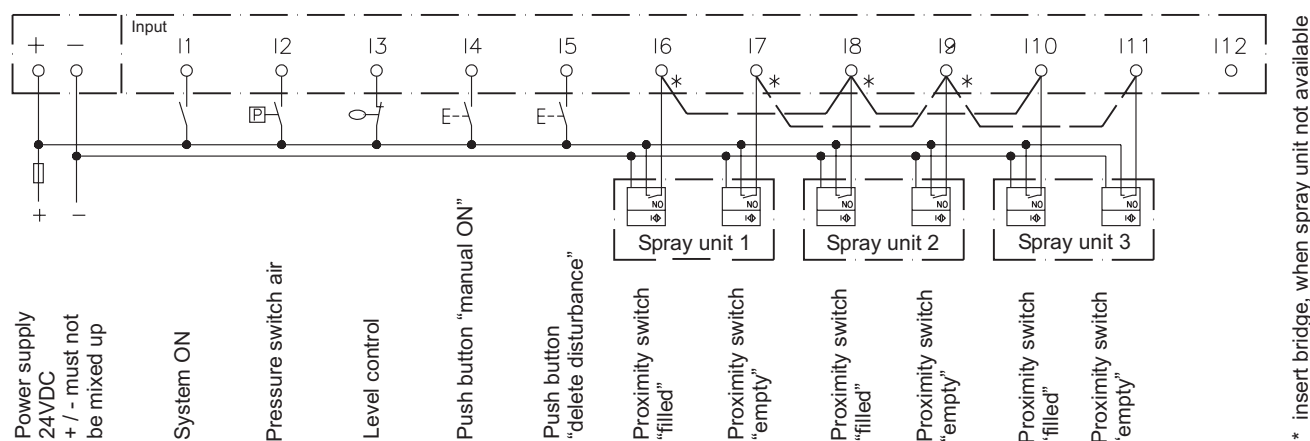 Input
+ − I1 I2 I3 I4 I5 I6 I7 I8 I9 I10 I11 I12
* * * *
P E E
NO NO NO NO NO NO
+ −
Spray unit 1 Spray unit 2 Spray unit 3
Power supply
24VDC
+ / - must not
be mixed up
System ON
Pressure switch air
Level control
Push button “manual ON”
Push button
“delete disturbance”
Proximity switch
“filled”
Proximity switch
“empty”
Proximity switch
“filled”
Proximity switch
“empty”
Proximity switch
“filled”
Proximity switch
“empty”
* insert bridge, when spray unit not available